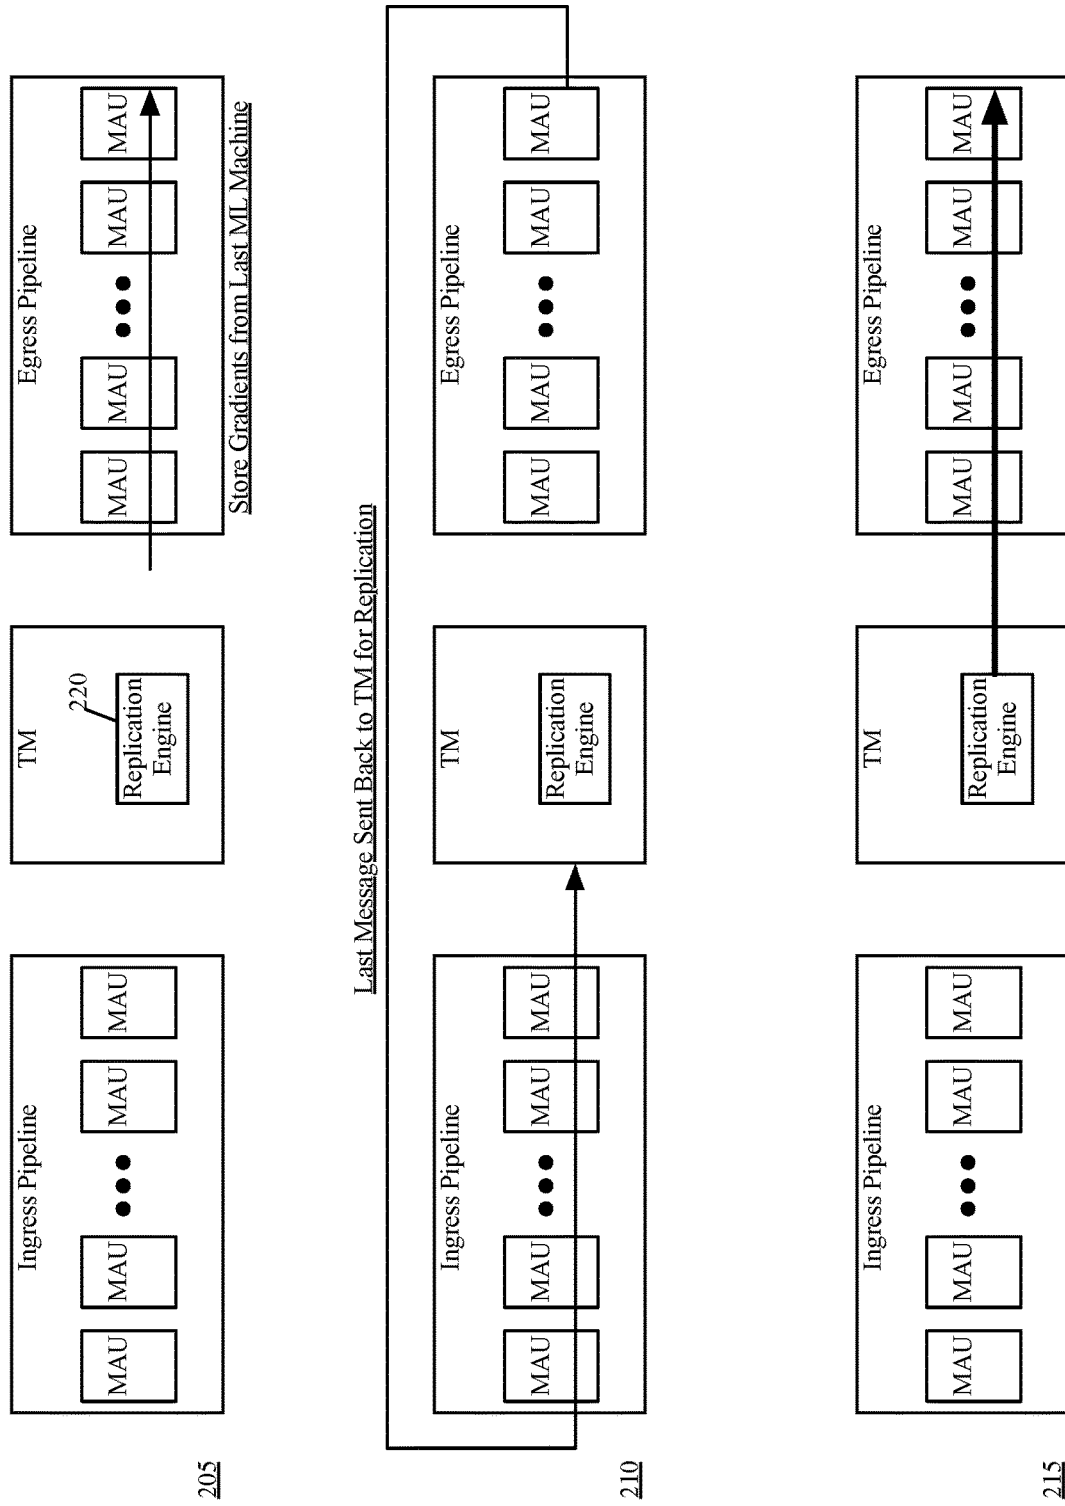 205
Ingress Pipeline
MAU
MAU
MAU
MAU
TM
220
Replication
Engine
Egress Pipeline
MAU
MAU
MAU
MAU
Store Gradients from Last ML Machine
Last Message Sent Back to TM for Replication
210
Ingress Pipeline
MAU
MAU
MAU
MAU
TM
Replication
Engine
Egress Pipeline
MAU
MAU
MAU
MAU
215
Ingress Pipeline
MAU
MAU
MAU
MAU
TM
Replication
Engine
Egress Pipeline
MAU
MAU
MAU
MAU